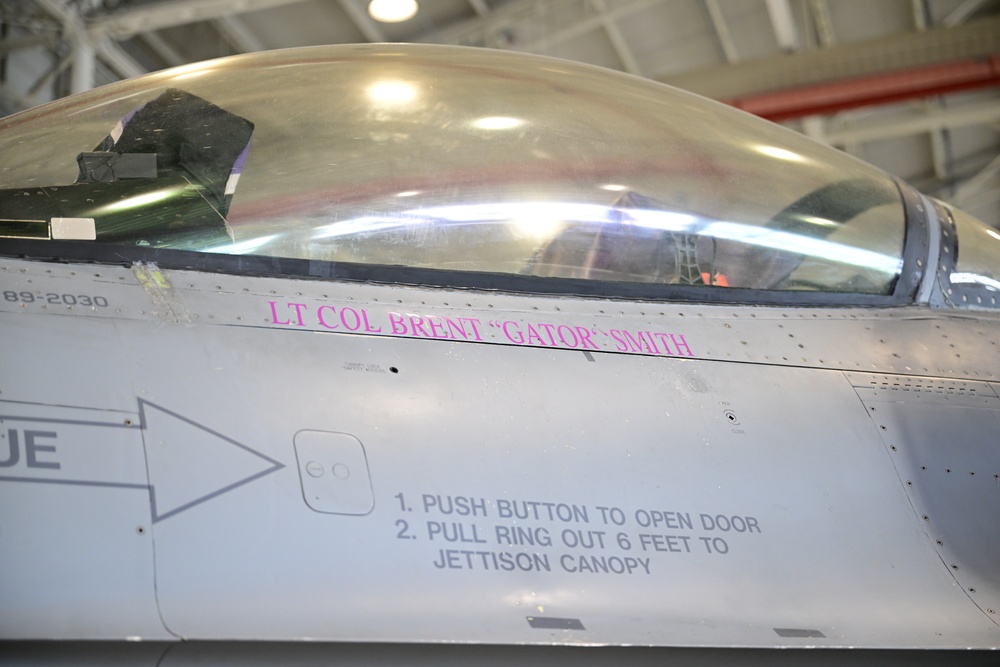 89-2030
LT COL BRENT “GATOR” SMITH
UE
1. PUSH BUTTON TO OPEN DOOR
2. PULL RING OUT 6 FEET TO
JETTISON CANOPY